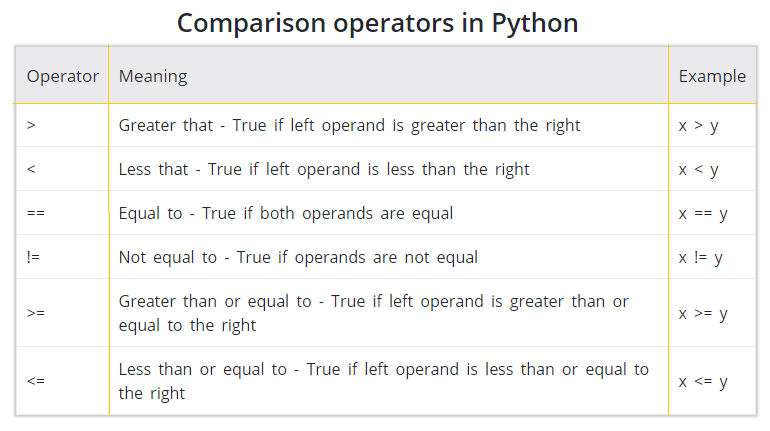 Comparison operators in Python
Operator Meaning Example
> Greater that - True if left operand is greater than the right x > y
< Less that - True if left operand is less than the right x < y
== Equal to - True if both operands are equal x == y
!= Not equal to - True if operands are not equal x != y
>= Greater than or equal to - True if left operand is greater than or
equal to the right x >= y
<= Less than or equal to - True if left operand is less than or equal to
the right x <= y